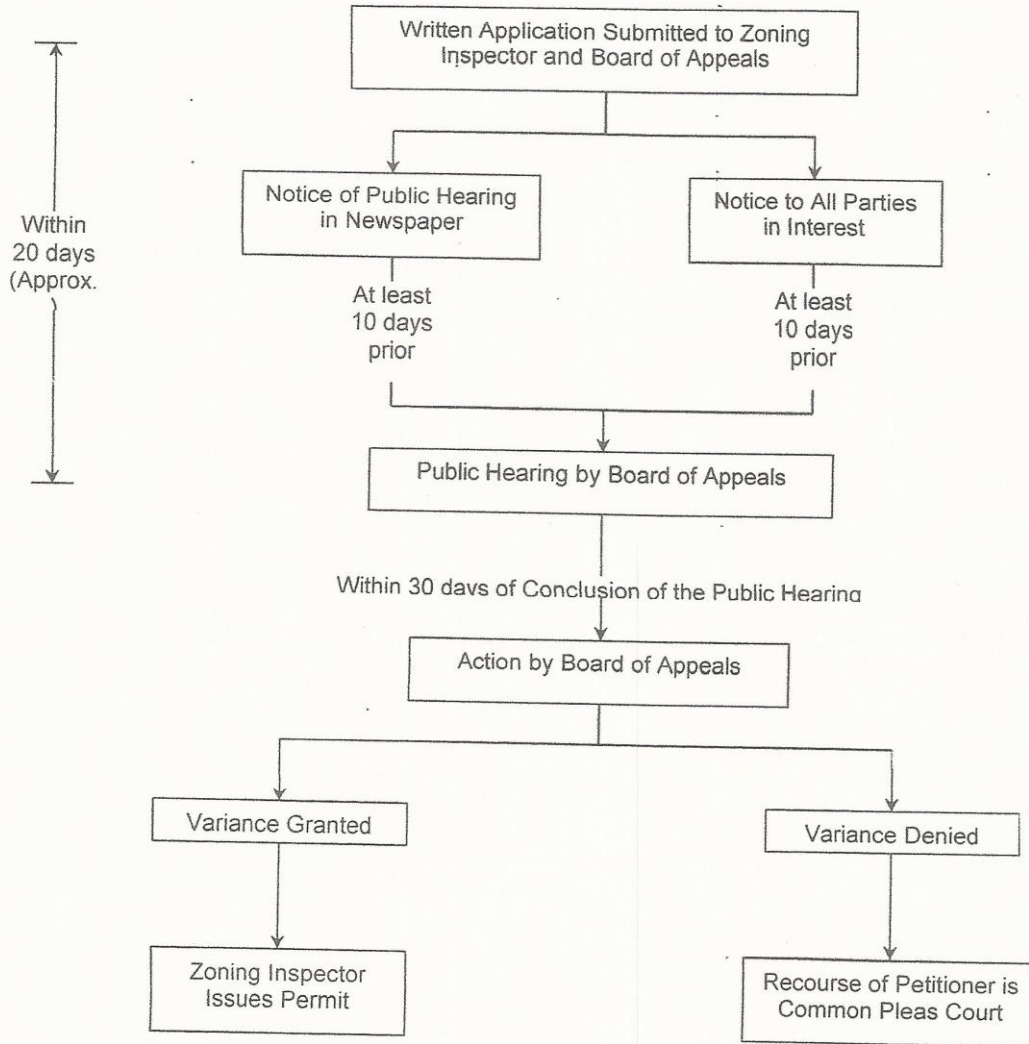 Written Application Submitted to Zoning
Inspector and Board of Appeals
Notice of Public Hearing
in Newspaper
Notice to All Parties
in Interest
Within
20 days
(Approx.
At least
10 days
prior
At least
10 days
prior
Public Hearing by Board of Appeals
Within 30 days of Conclusion of the Public Hearing
Action by Board of Appeals
Variance Granted
Variance Denied
Zoning Inspector
Issues Permit
Recourse of Petitioner is
Common Pleas Court